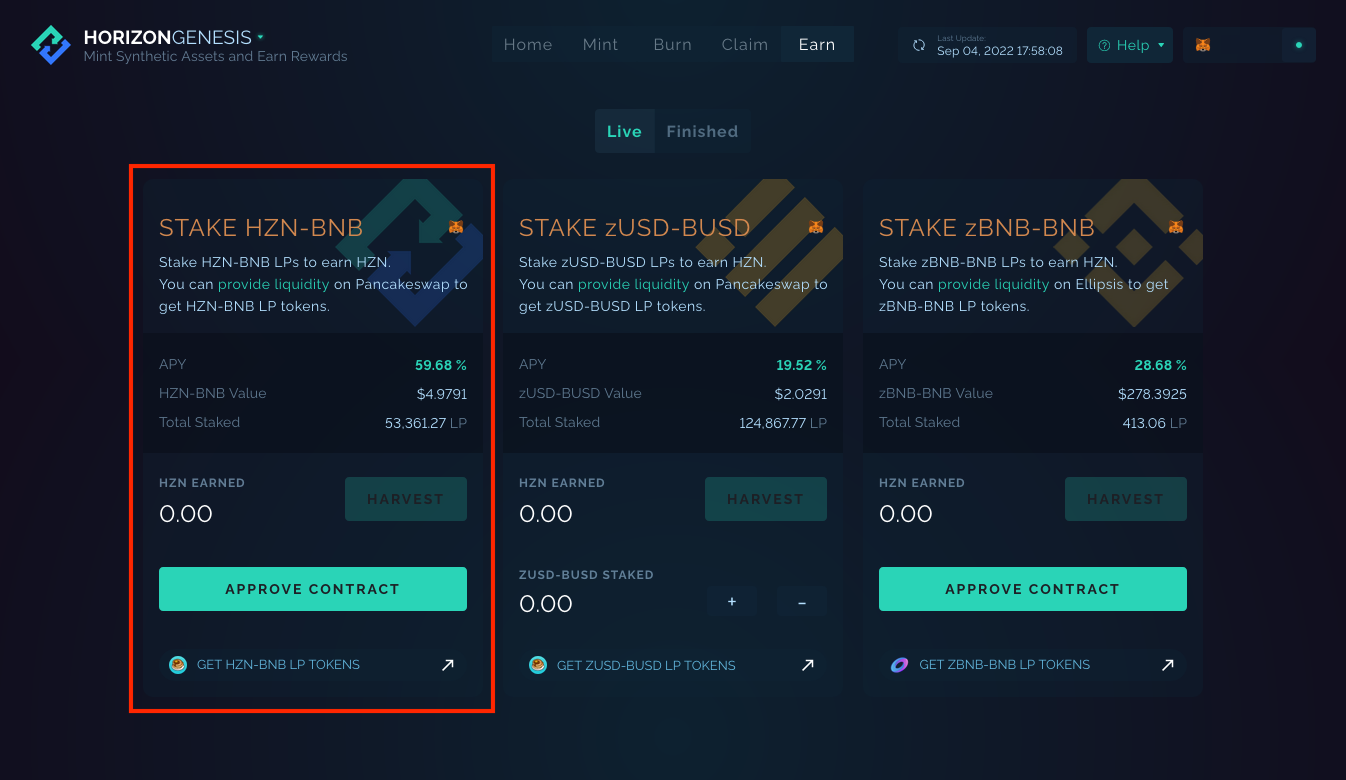 HORIZONGENESIS
Mint Synthetic Assets and Earn Rewards
Home Mint Burn Claim Earn
Last Update:
Sep 04, 2022 17:58:08
Help
Live Finished
STAKE HZN-BNB
Stake HZN-BNB LPs to earn HZN.
You can provide liquidity on Pancakeswap to
get HZN-BNB LP tokens.
APY 59.68 %
HZN-BNB Value $4.9791
Total Staked 53,361.27 LP
HZN EARNED
0.00
HARVEST
APPROVE CONTRACT
GET HZN-BNB LP TOKENS
STAKE zUSD-BUSD
Stake zUSD-BUSD LPs to earn HZN.
You can provide liquidity on Pancakeswap to
get zUSD-BUSD LP tokens.
APY 19.52 %
zUSD-BUSD Value $2.0291
Total Staked 124,867.77 LP
HZN EARNED
0.00
HARVEST
ZUSD-BUSD STAKED
0.00 + −
GET ZUSD-BUSD LP TOKENS
STAKE zBNB-BNB
Stake zBNB-BNB LPs to earn HZN.
You can provide liquidity on Ellipsis to get
zBNB-BNB LP tokens.
APY 28.68 %
zBNB-BNB Value $278.3925
Total Staked 413.06 LP
HZN EARNED
0.00
HARVEST
APPROVE CONTRACT
GET ZBNB-BNB LP TOKENS